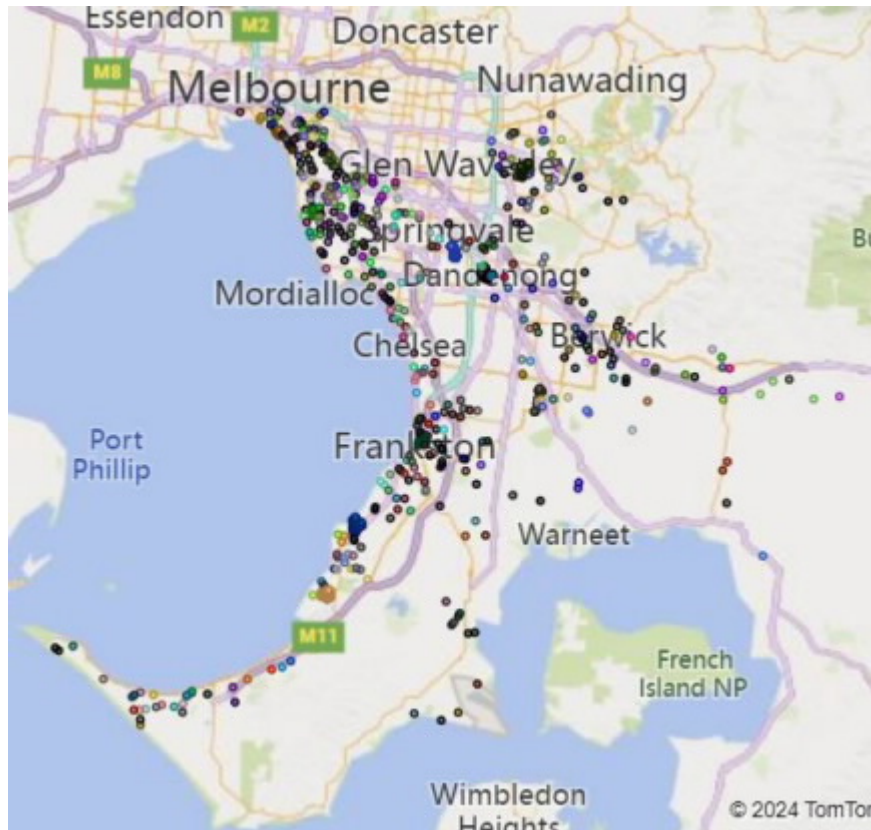 Essendon
M2
Doncaster
M8
Melbourne
Nunawading
Glen Waverley
Springvale
Dandenong
Mordialloc
Berwick
Chelsea
Port
Phillip
Frankston
Warneet
M11
French
Island NP
Wimbledon
Heights
© 2024 TomTom